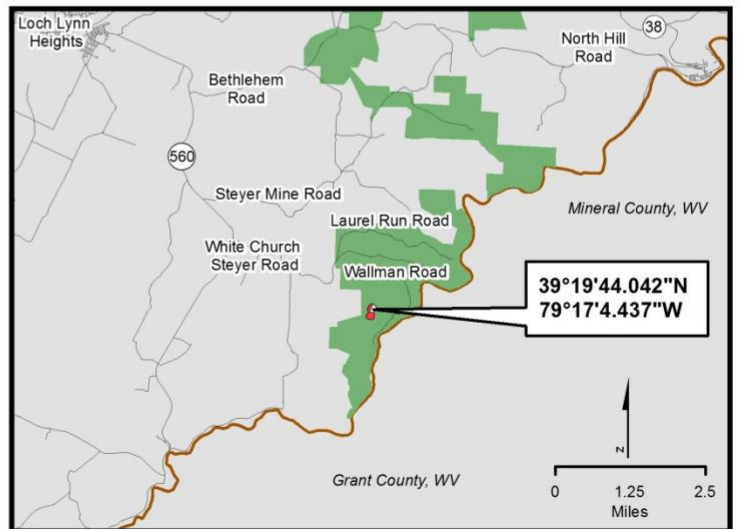 Loch Lynn
Heights
38
North Hill
Road
Bethlehem
Road
560
Steyer Mine Road
Mineral County, WV
Laurel Run Road
White Church
Steyer Road
Wallman Road
39°19'44.042"N
79°17'4.437"W
N
Grant County, WV
0 1.25 2.5
Miles